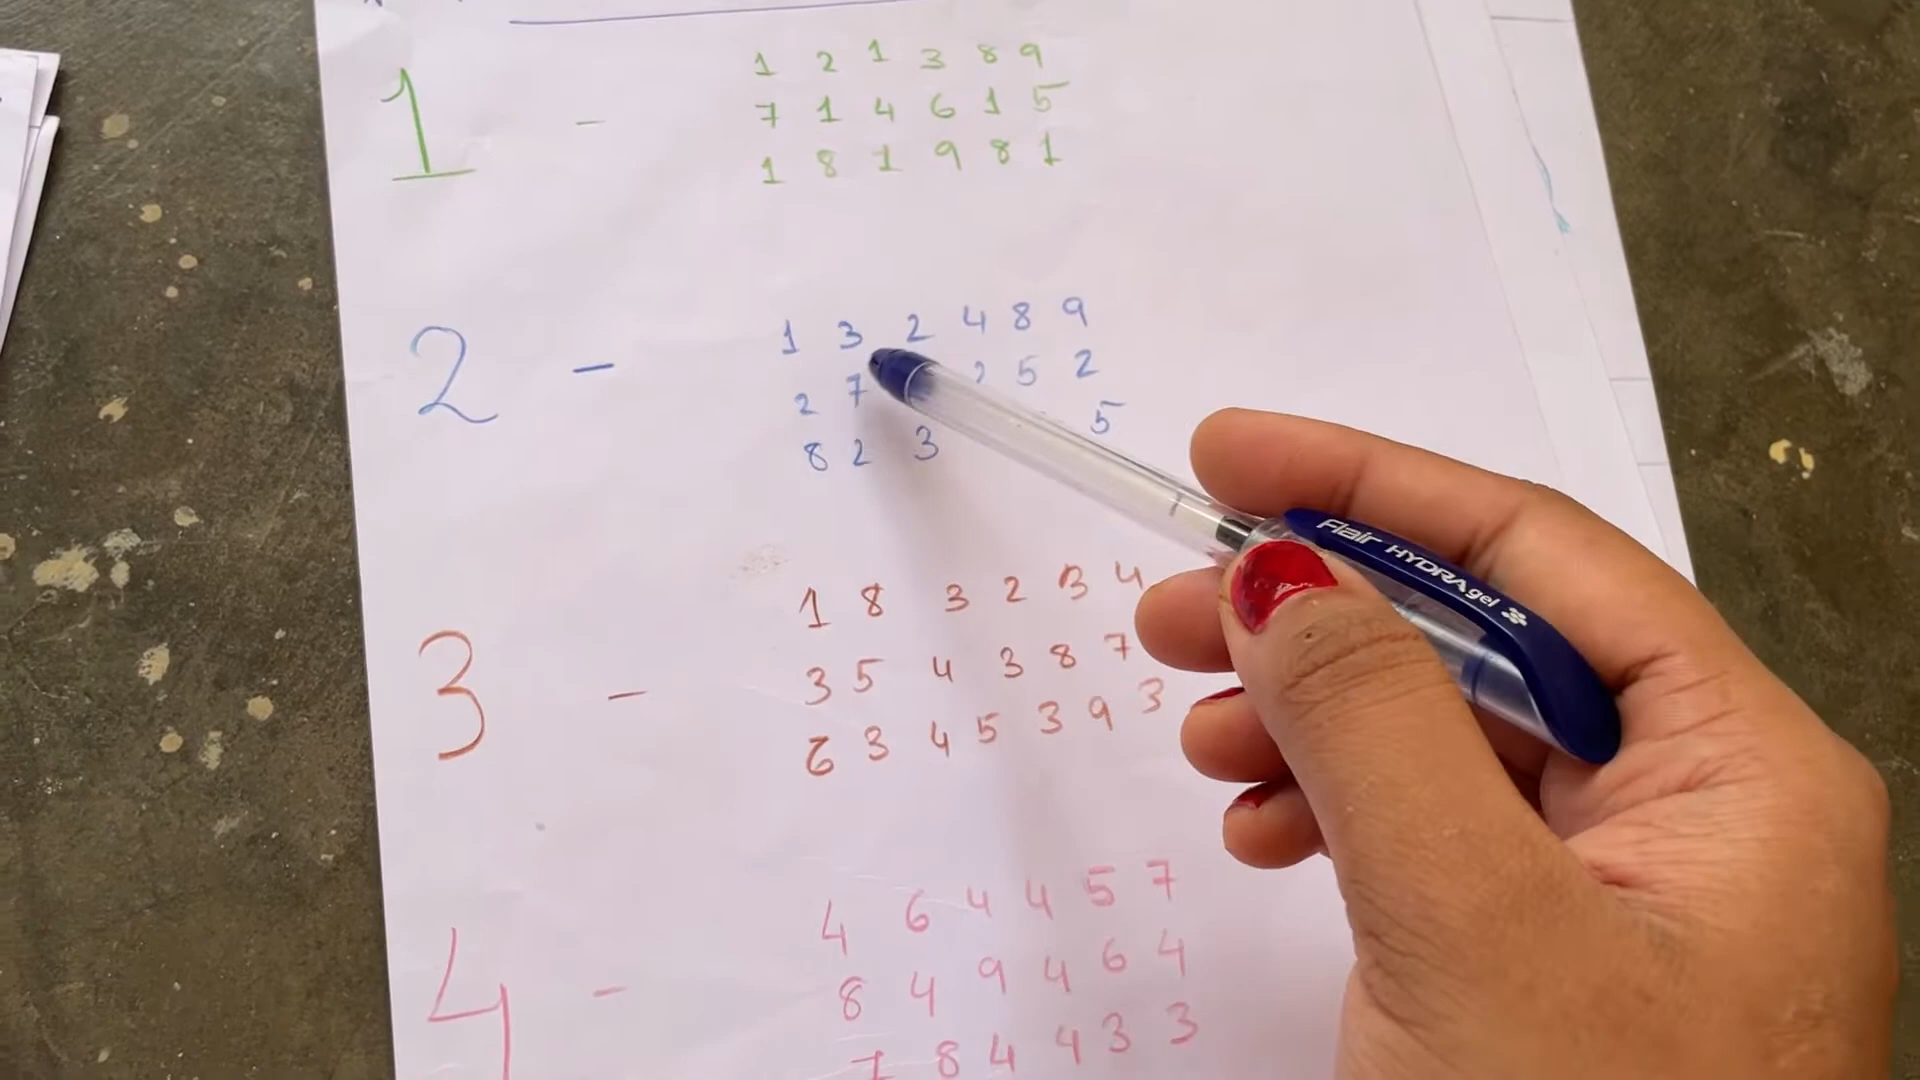 1 - 1 2 1 3 8 9
7 1 4 6 1 5
1 8 1 9 8 1
2 - 1 3 2 4 8 9
2 7 2 5 2
8 2 3 5
3 - 1 8 3 2 3 4
3 5 4 3 8 7
6 3 4 5 3 9 3
4 - 4 6 4 4 5 7
8 4 9 4 6 4
7 8 4 4 3 3
Flair HYDRA gel